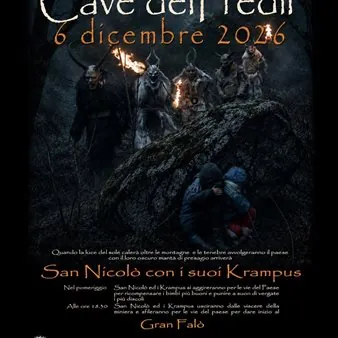 Cave del Predil
6 dicembre 2026
Quando la luce del sole calerà oltre le montagne e le tenebre avvolgeranno il paese
con il loro oscuro manto di presagio arriverà
San Nicolò con i suoi Krampus
Nel pomeriggio San Nicolò ed i Krampus si aggireranno per le vie del Paese
per ricompensare i bimbi più buoni e punire a suon di vergate
i più discoli
Alle ore 18.30 San Nicolò ed i Krampus usciranno dalle viscere della
miniera e sfileranno per le vie del paese per dare inizio al
Gran Falò